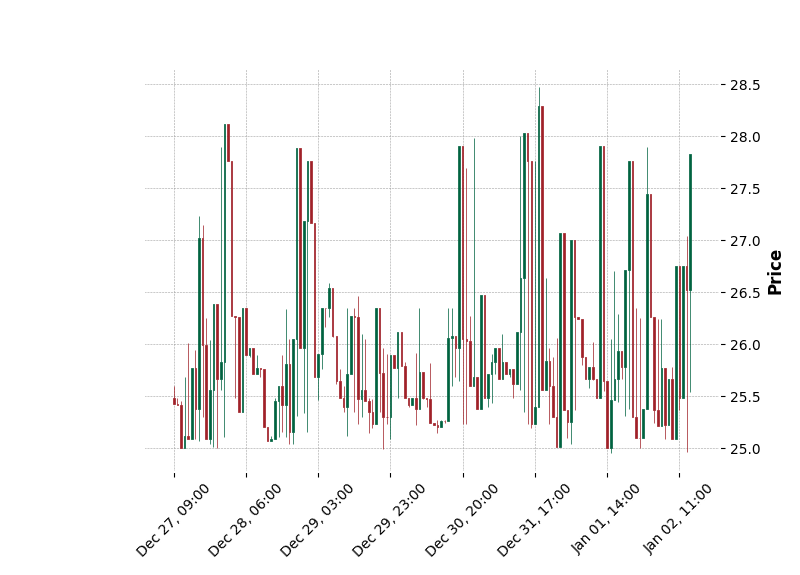 28.5
28.0
27.5
27.0
26.5
26.0
25.5
25.0
Price
Dec 27, 09:00
Dec 28, 06:00
Dec 29, 03:00
Dec 29, 23:00
Dec 30, 20:00
Dec 31, 17:00
Jan 01, 14:00
Jan 02, 11:00